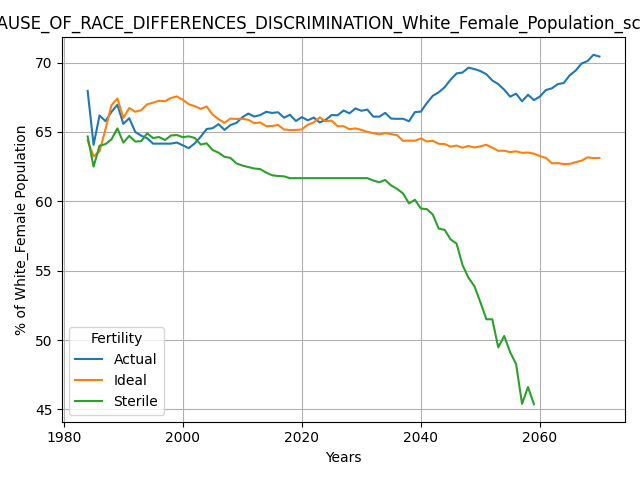 AUSE_OF_RACE_DIFFERENCES_DISCRIMINATION_White_Female_Population_sc
% of White_Female Population
70
65
60
55
50
45
Fertility
Actual
Ideal
Sterile
1980 2000 2020 2040 2060
Years